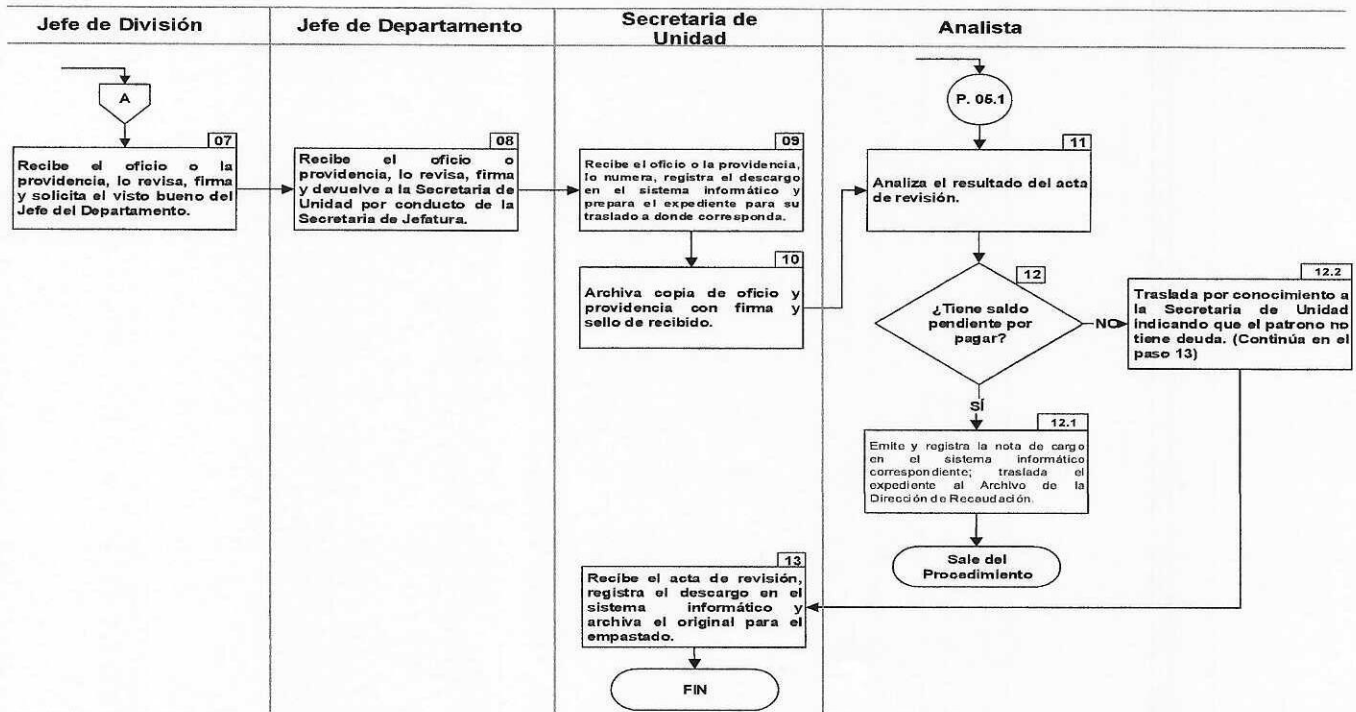 Jefe de División
Jefe de Departamento
Secretaria de
Unidad
Analista
A
07
Recibe el oficio o la
providencia, lo revisa, firma
y solicita el visto bueno del
Jefe del Departamento.
08
Recibe el oficio o
providencia, lo revisa, firma
y devuelve a la Secretaria de
Unidad por conducto de la
Secretaria de Jefatura.
09
Recibe el oficio o la providencia,
lo numera, registra el descargo
en el sistema informático y
prepara el expediente para su
traslado a donde corresponda.
10
Archiva copia de oficio y
providencia con firma y
sello de recibido.
P. 05.1
11
Analiza el resultado del acta
de revisión.
12
¿Tiene saldo
pendiente por
pagar?
NO
12.2
Traslada por conocimiento a
la Secretaria de Unidad
indicando que el patrono no
tiene deuda. (Continúa en el
paso 13)
SÍ
12.1
Emite y registra la nota de cargo
en el sistema informático
correspondiente; traslada el
expediente al Archivo de la
Dirección de Recaudación.
Sale del
Procedimiento
13
Recibe el acta de revisión,
registra el descargo en el
sistema informático y
archiva el original para el
empastado.
FIN